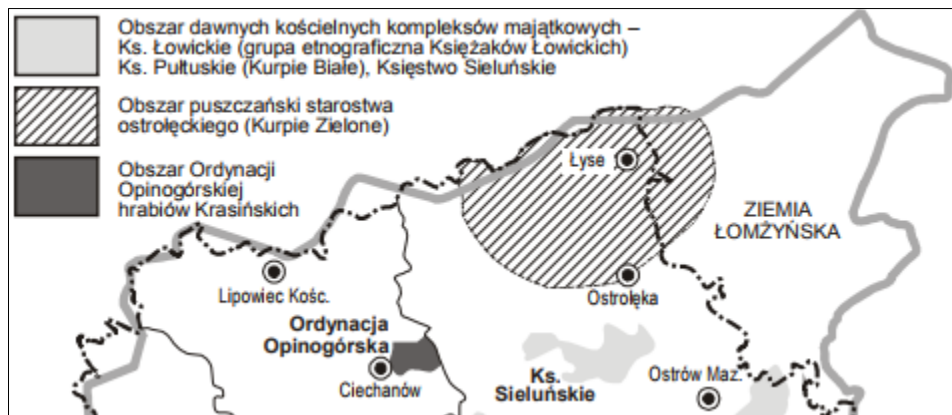 Obszar dawnych kościelnych kompleksów majątkowych –
Ks. Łowickie (grupa etnograficzna Księżaków Łowickich)
Ks. Pułtuskie (Kurpie Białe), Księstwo Sieluńskie
Obszar puszczański starostwa
ostrołęckiego (Kurpie Zielone)
Obszar Ordynacji
Opinogórskiej
hrabiów Krasińskich
Łyse
ZIEMIA
ŁOMŻYŃSKA
Lipowiec Kośc.
Ostrołęka
Ordynacja
Opinogórska
Ciechanów
Ks.
Sieluńskie
Ostrów Maz.